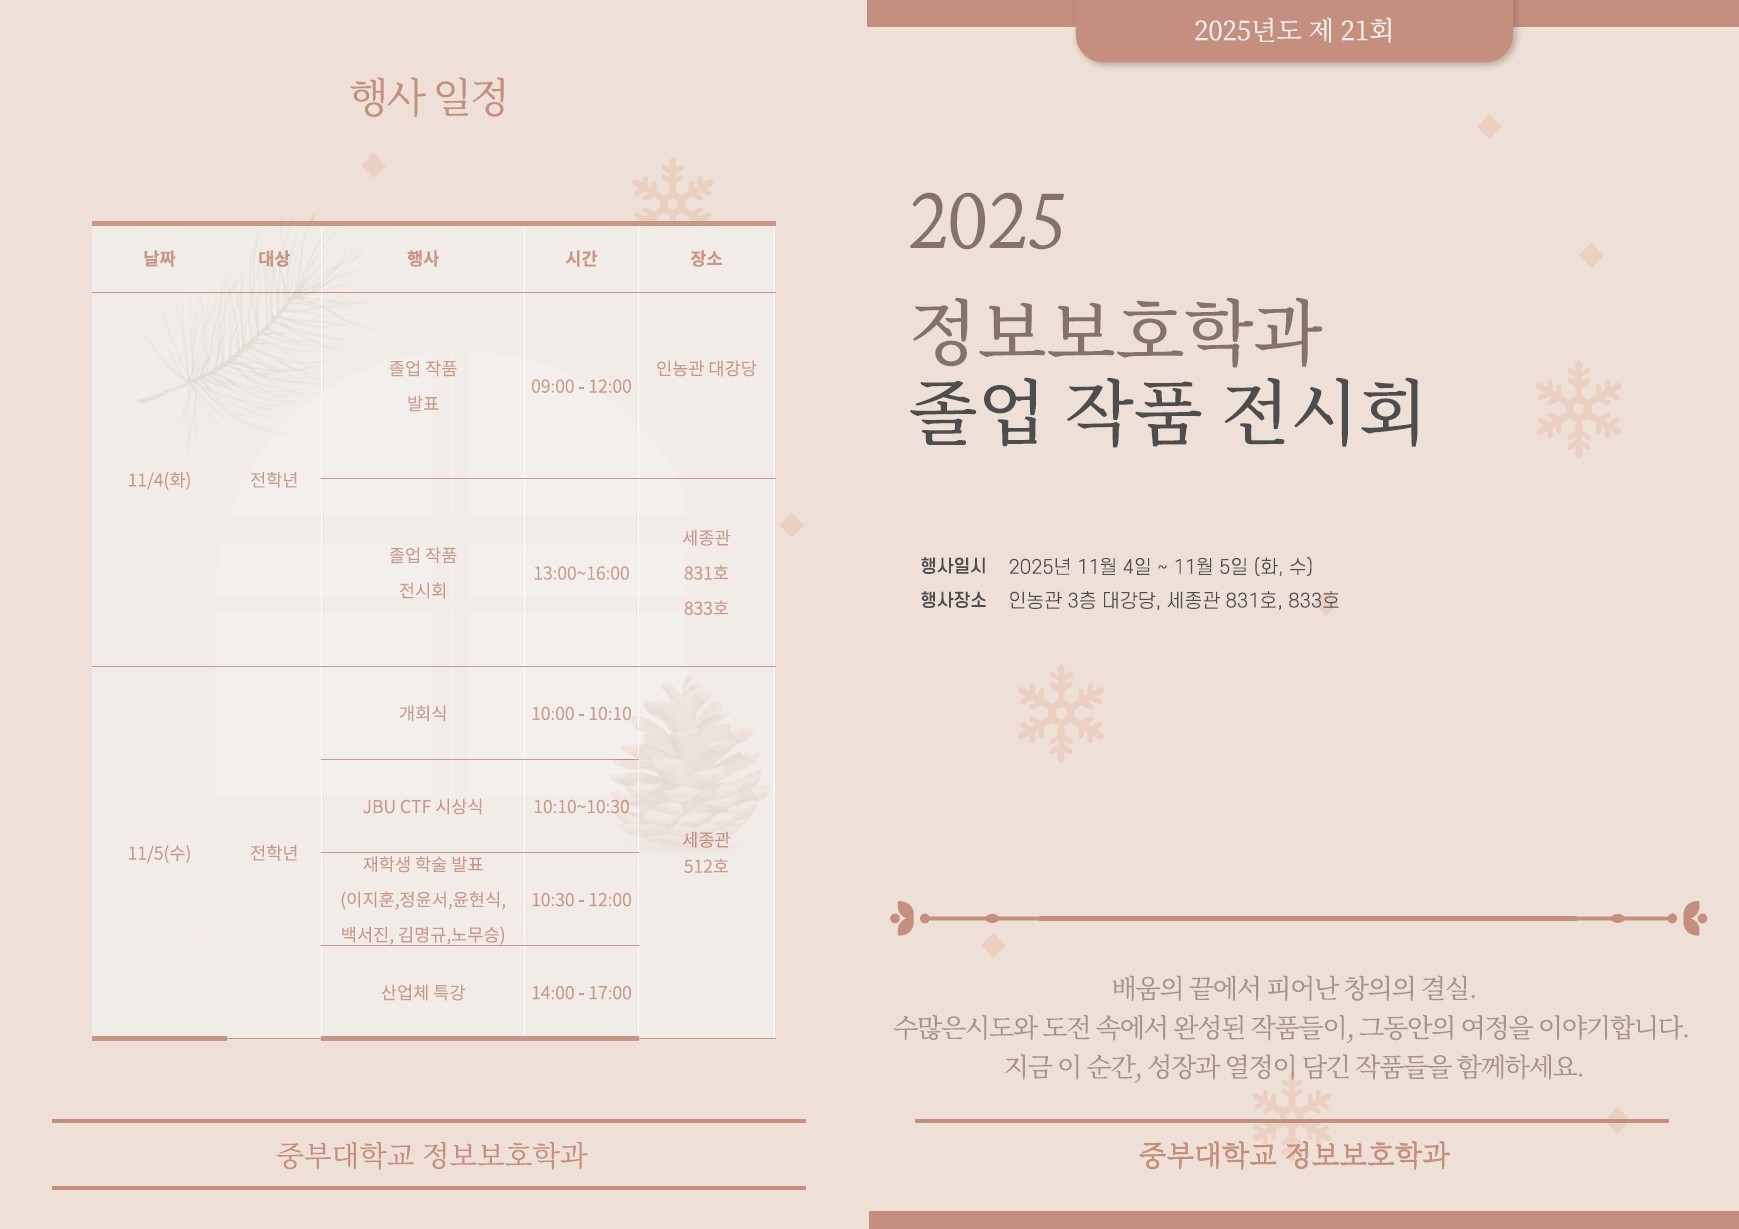 행사 일정
날짜 대상 행사 시간 장소
11/4(화) 전학년
졸업 작품
발표
09:00 - 12:00
인농관 대강당
졸업 작품
전시회
13:00~16:00
세종관
831호
833호
11/5(수) 전학년
개회식 10:00 - 10:10
JBU CTF 시상식 10:10~10:30
재학생 학술 발표
(이지훈,정윤서,윤현식,
백서진, 김명규,노무승)
10:30 - 12:00
산업체 특강 14:00 - 17:00
세종관
512호
중부대학교 정보보호학과
2025년도 제 21회
2025
정보보호학과
졸업 작품 전시회
행사일시 2025년 11월 4일 ~ 11월 5일 (화, 수)
행사장소 인농관 3층 대강당, 세종관 831호, 833호
배움의 끝에서 피어난 창의의 결실.
수많은시도와 도전 속에서 완성된 작품들이, 그동안의 여정을 이야기합니다.
지금 이 순간, 성장과 열정이 담긴 작품들을 함께하세요.
중부대학교 정보보호학과